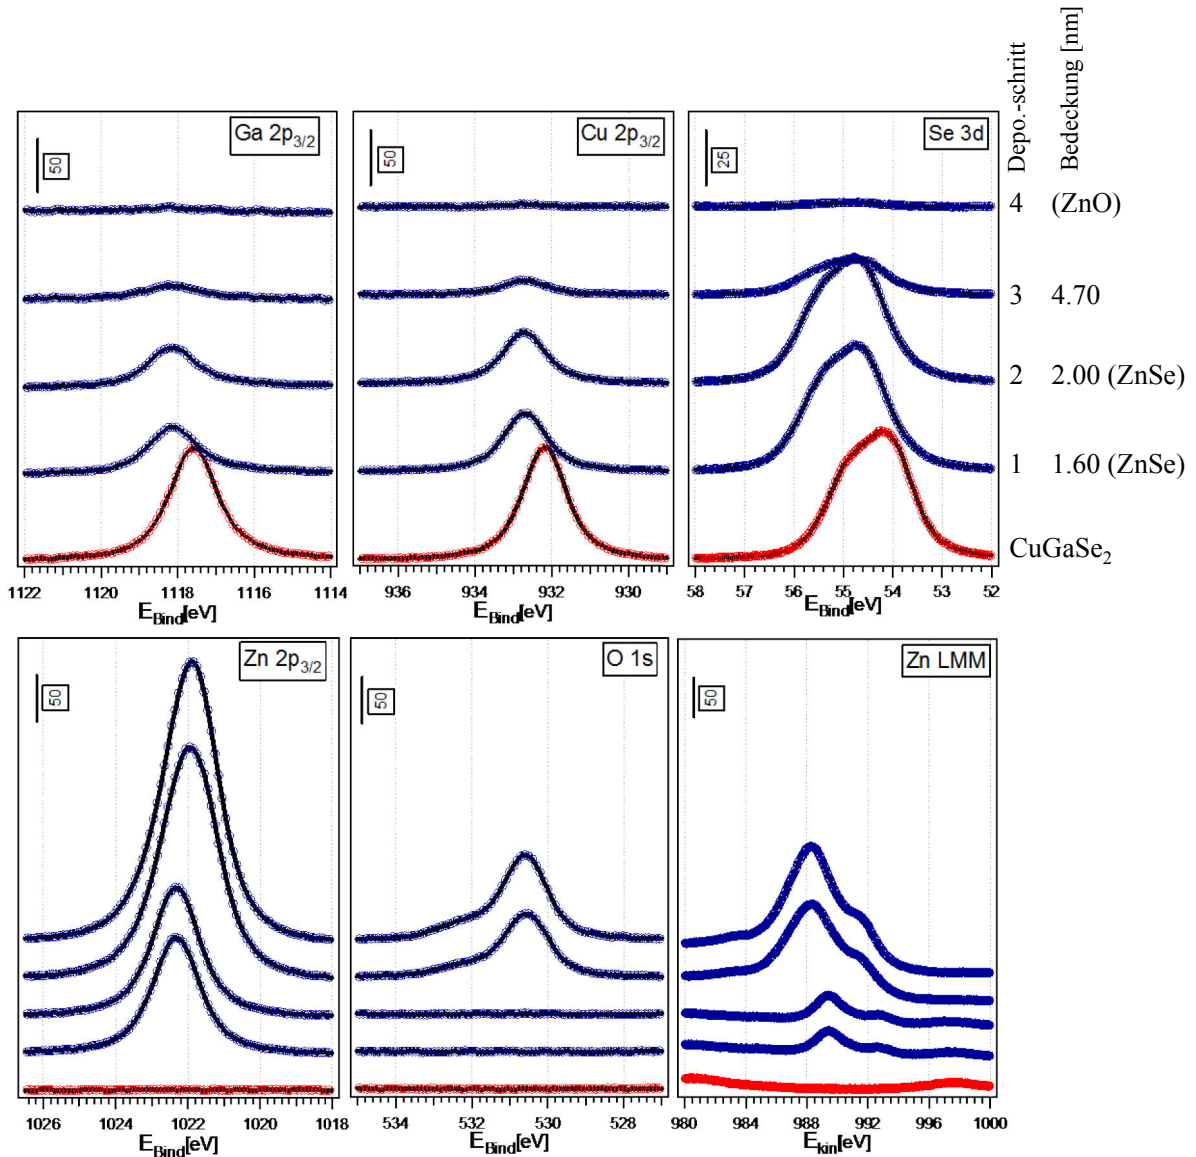 Depo.-schritt
Bedeckung [nm]
Ga 2p3/2
50
Cu 2p3/2
50
Se 3d
25
4 (ZnO)
3 4.70
2 2.00 (ZnSe)
1 1.60 (ZnSe)
CuGaSe2
1122 1120 1118 1116 1114
EBind[eV]
936 934 932 930
EBind[eV]
58 57 56 55 54 53 52
EBind[eV]
Zn 2p3/2
50
O 1s
50
Zn LMM
50
1026 1024 1022 1020 1018
EBind[eV]
534 532 530 528
EBind[eV]
980 984 988 992 996 1000
Ekin[eV]